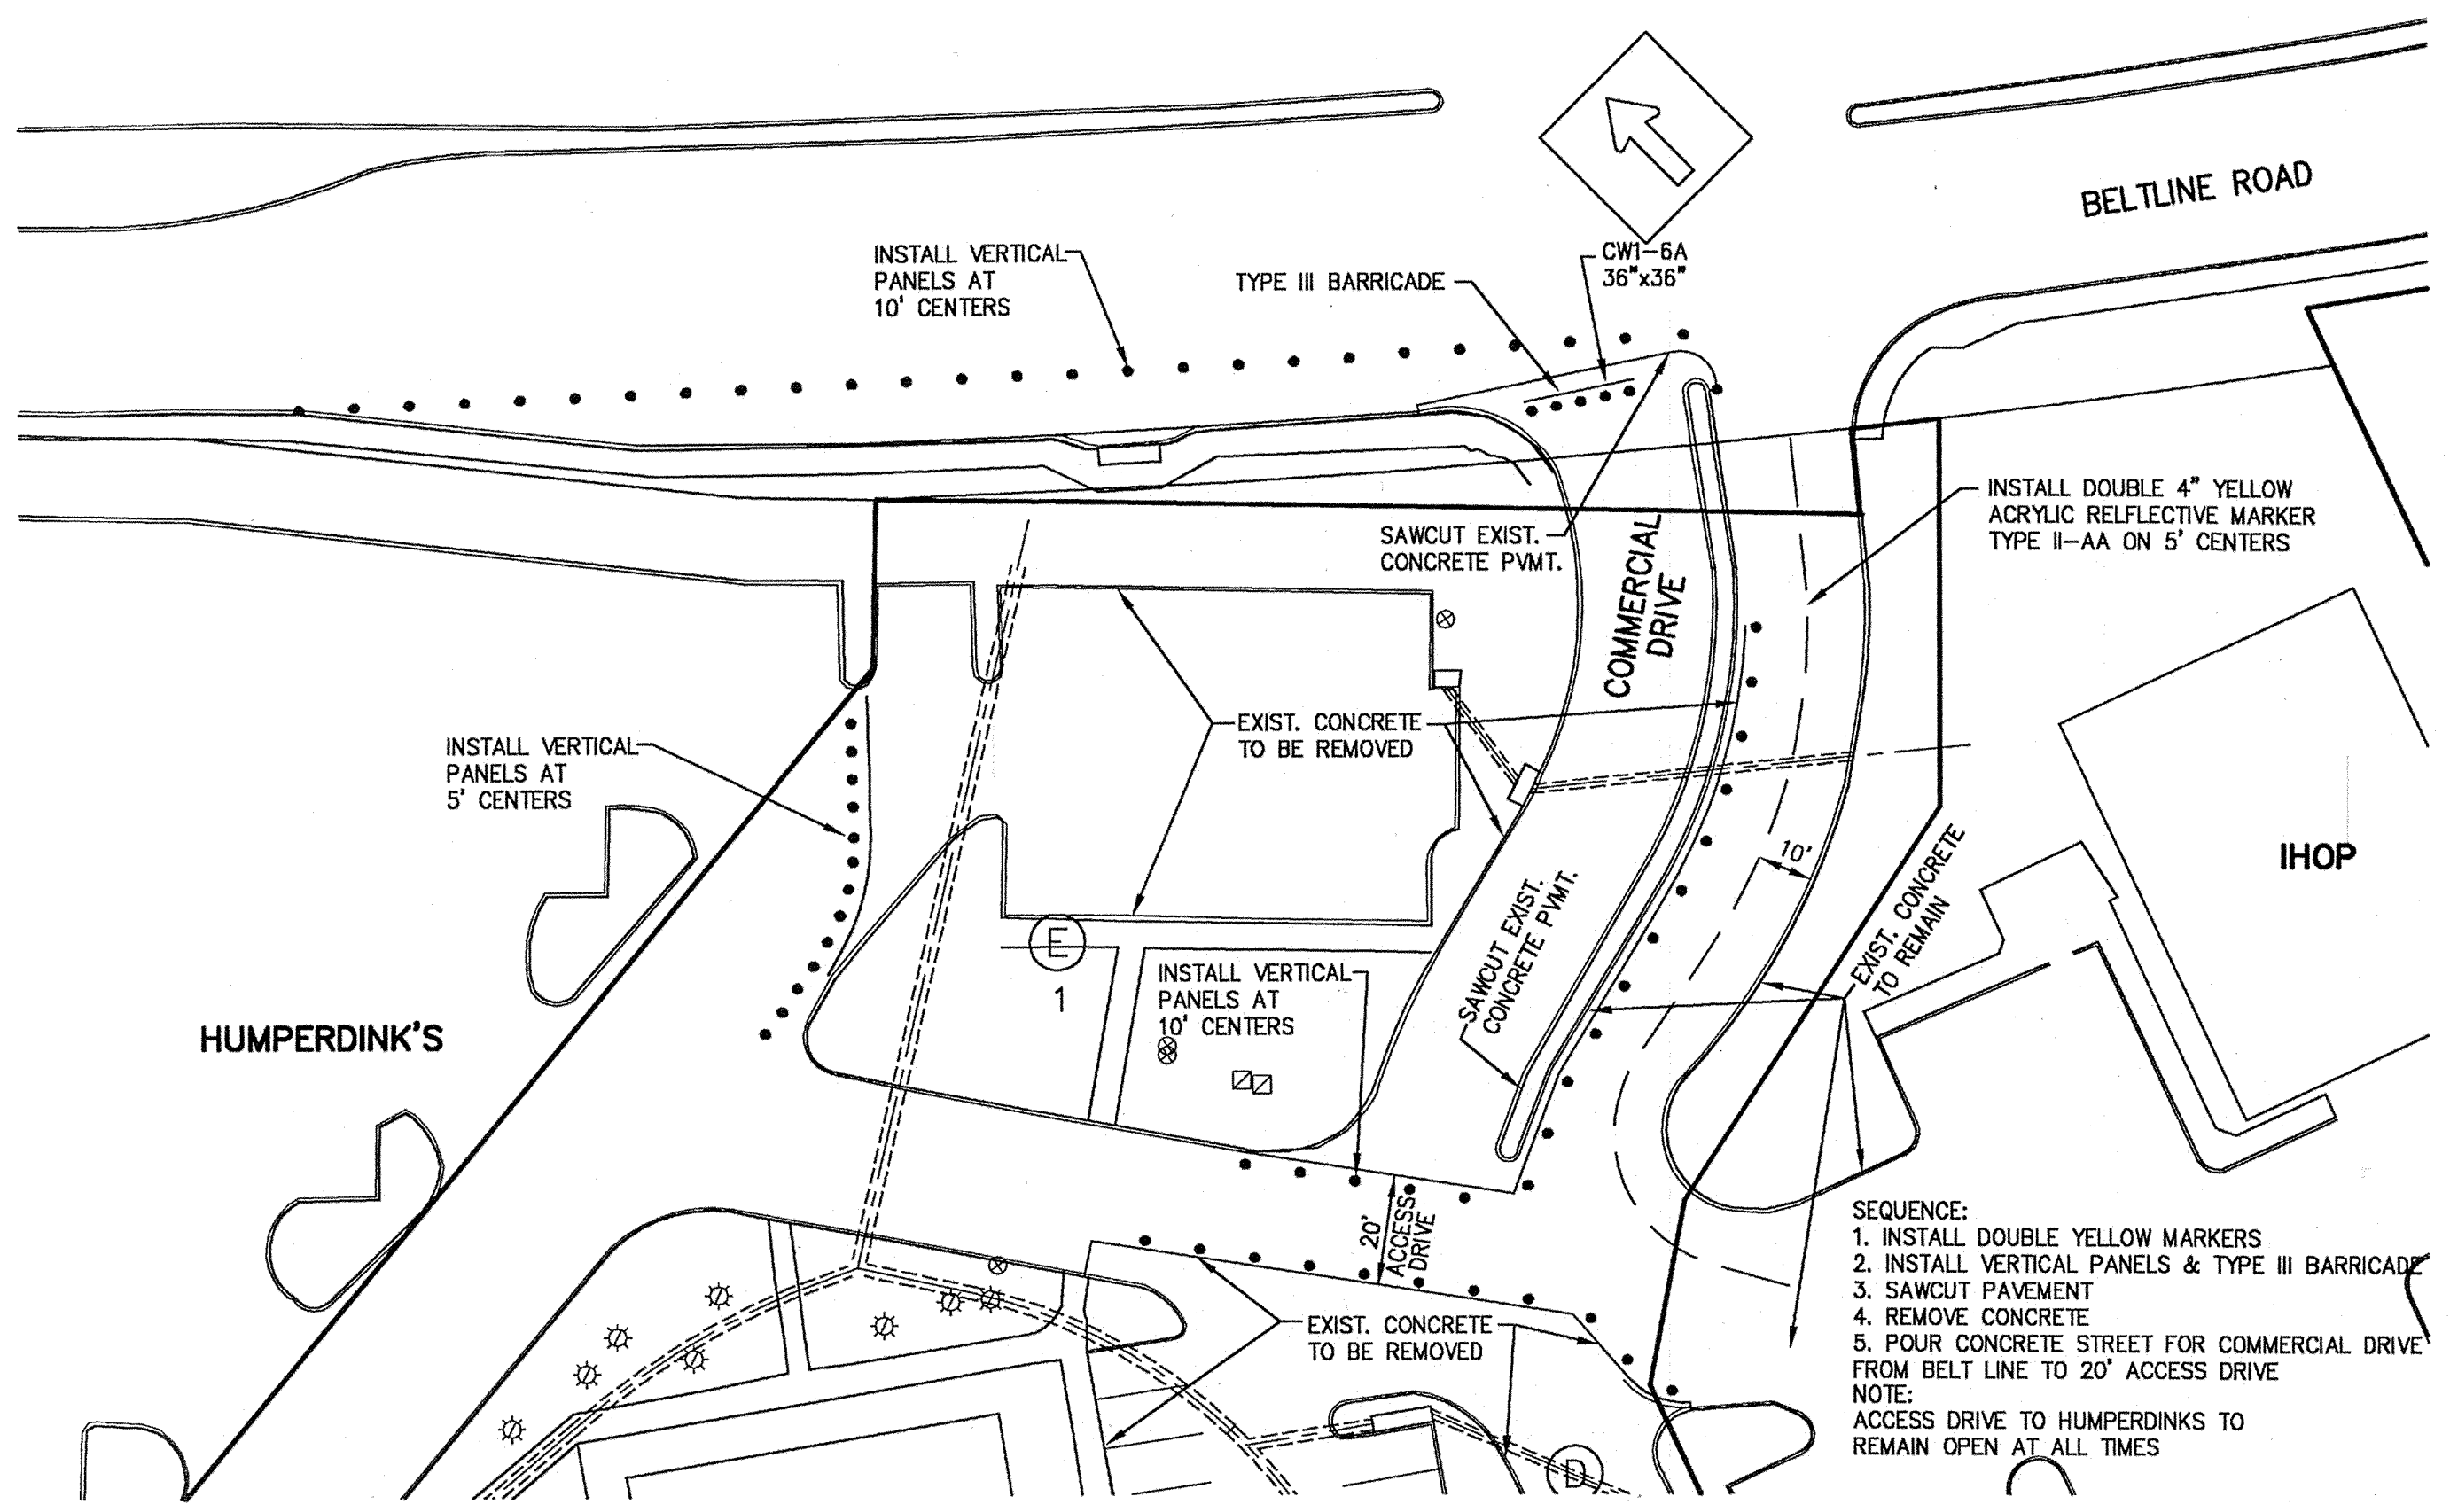 BELTLINE ROAD
INSTALL VERTICAL
PANELS AT
10' CENTERS
TYPE III BARRICADE
CW1-6A
36"x36"
INSTALL DOUBLE 4" YELLOW
ACRYLIC RELFLECTIVE MARKER
TYPE II-AA ON 5' CENTERS
SAWCUT EXIST.
CONCRETE PVMT.
COMMERCIAL
DRIVE
EXIST. CONCRETE
TO BE REMOVED
INSTALL VERTICAL
PANELS AT
5' CENTERS
10'
IHOP
EXIST. CONCRETE
TO REMAIN
SAWCUT EXIST.
CONCRETE PVMT.
E
1
INSTALL VERTICAL
PANELS AT
10' CENTERS
HUMPERDINK'S
20'
ACCESS
DRIVE
EXIST. CONCRETE
TO BE REMOVED
D
SEQUENCE:
1. INSTALL DOUBLE YELLOW MARKERS
2. INSTALL VERTICAL PANELS & TYPE III BARRICADE
3. SAWCUT PAVEMENT
4. REMOVE CONCRETE
5. POUR CONCRETE STREET FOR COMMERCIAL DRIVE
FROM BELT LINE TO 20' ACCESS DRIVE
NOTE:
ACCESS DRIVE TO HUMPERDINKS TO
REMAIN OPEN AT ALL TIMES